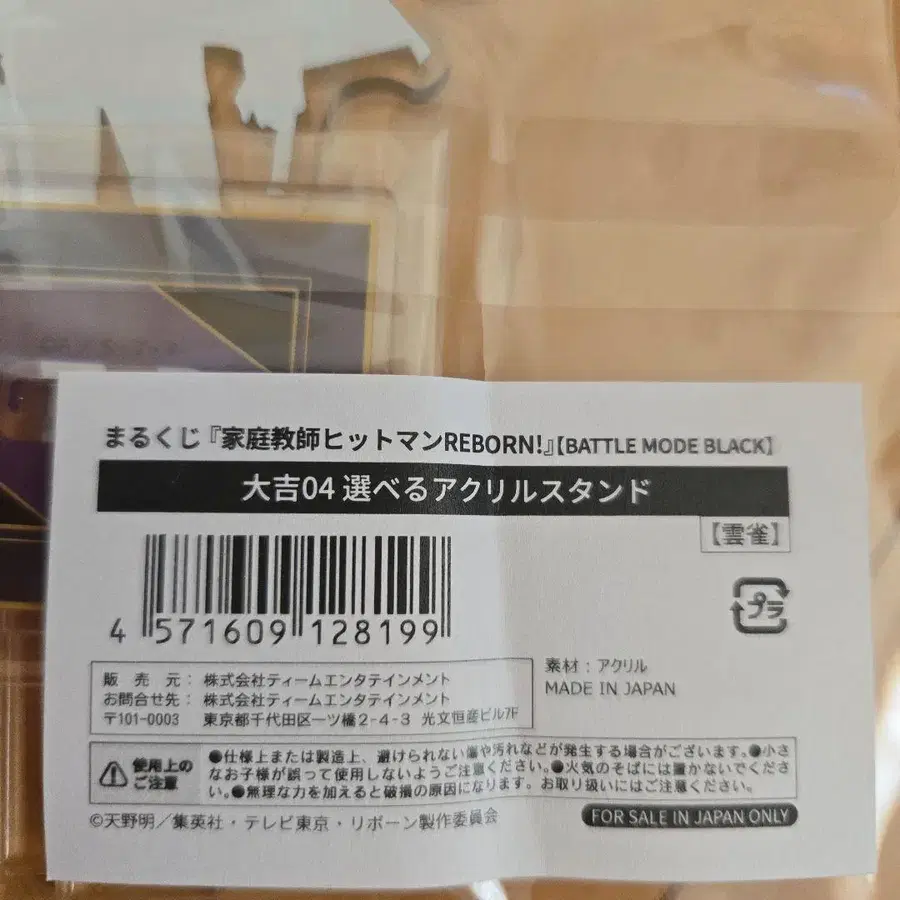 まるくじ『家庭教師ヒットマンREBORN!』【BATTLE MODE BLACK】
大吉04 選べるアクリルスタンド
【雲雀】
4 571609 128199
プラ
販 売 元： 株式会社ティームエンタテインメント
お問合せ先： 株式会社ティームエンタテインメント
〒101-0003 東京都千代田区一ツ橋2-4-3 光文恒産ビル7F
素材：アクリル
MADE IN JAPAN
使用上のご注意
●仕様上または製造上、避けられない傷や汚れなどが発生する場合がございます。●小さ
なお子様が誤って使用しないようご注意ください。●火気のそばには置かないでくださ
い。●無理な力を加えると破損の原因になります。お取り扱いにはご注意ください。
©天野明／集英社・テレビ東京・リボーン製作委員会
FOR SALE IN JAPAN ONLY